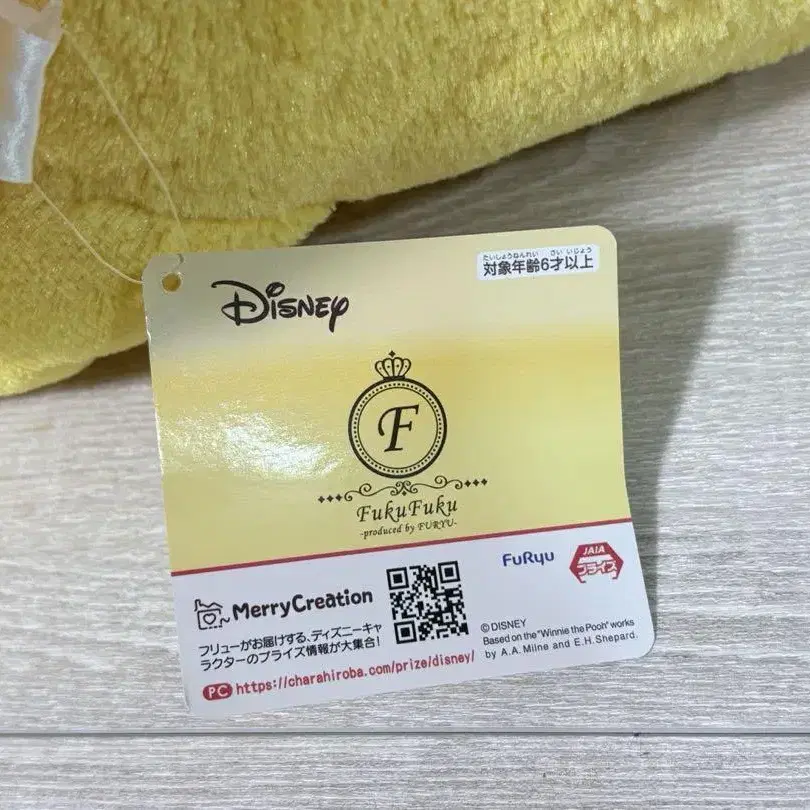 たいしょうねんれい さい いじょう
対象年齢6才以上
Disney
F
FukuFuku
-produced by FURYU-
FuRyu
JAIA
プライズ
MerryCreation
フリューがお届けする、ディズニーキャ
ラクターのプライズ情報が大集合!
PC https://charahiroba.com/prize/disney/
© DISNEY
Based on the "Winnie the Pooh" works
by A.A. Milne and E.H. Shepard.